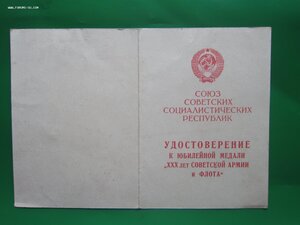 СОЮЗ
СОВЕТСКИХ
СОЦИАЛИСТИЧЕСКИХ
РЕСПУБЛИК
УДОСТОВЕРЕНИЕ
К ЮБИЛЕЙНОЙ МЕДАЛИ
„XXX ЛЕТ СОВЕТСКОЙ АРМИИ
И ФЛОТА“